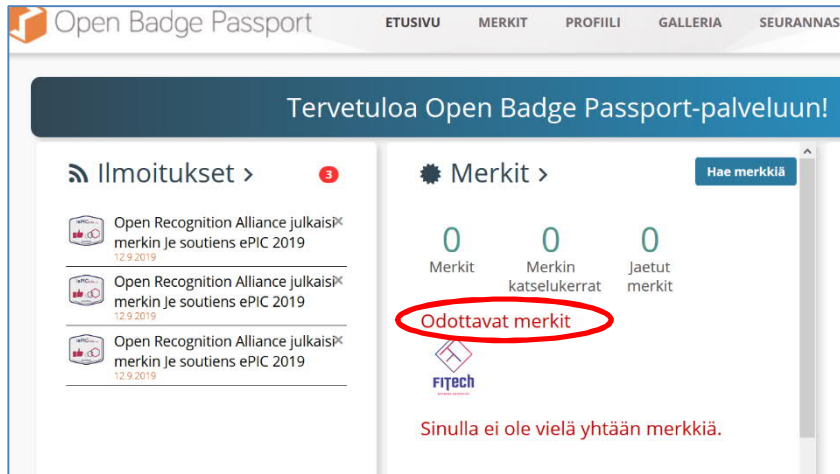 Open Badge Passport
ETUSIVU MERKIT PROFIILI GALLERIA SEURANNAS
Tervetuloa Open Badge Passport-palveluun!
Ilmoitukset > 3
Open Recognition Alliance julkaisi ×
merkin Je soutiens ePIC 2019
12.9.2019
Open Recognition Alliance julkaisi ×
merkin Je soutiens ePIC 2019
12.9.2019
Open Recognition Alliance julkaisi ×
merkin Je soutiens ePIC 2019
12.9.2019
Merkit >
Hae merkkiä
0 0 0
Merkit Merkin Jaetut
katselukerrat merkit
Odottavat merkit
FITech
Sinulla ei ole vielä yhtään merkkiä.